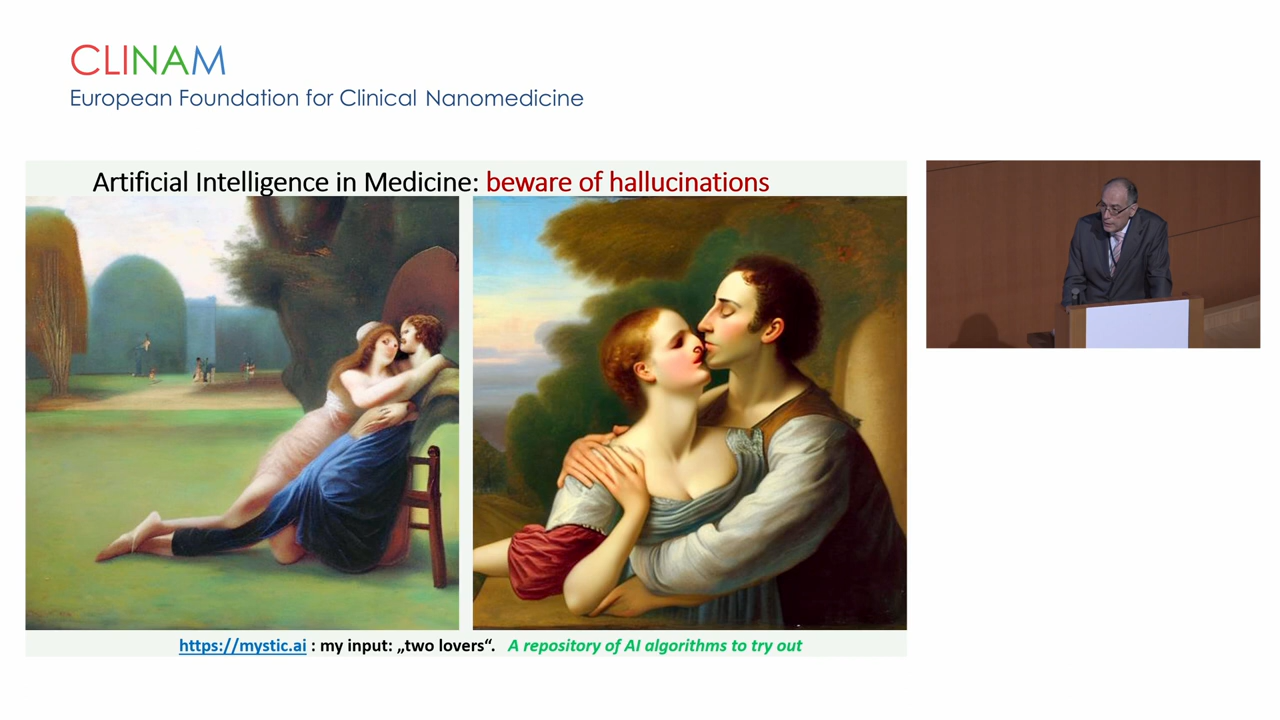 CLINAM
European Foundation for Clinical Nanomedicine
Artificial Intelligence in Medicine: beware of hallucinations
https://mystic.ai : my input: „two lovers“. A repository of AI algorithms to try out